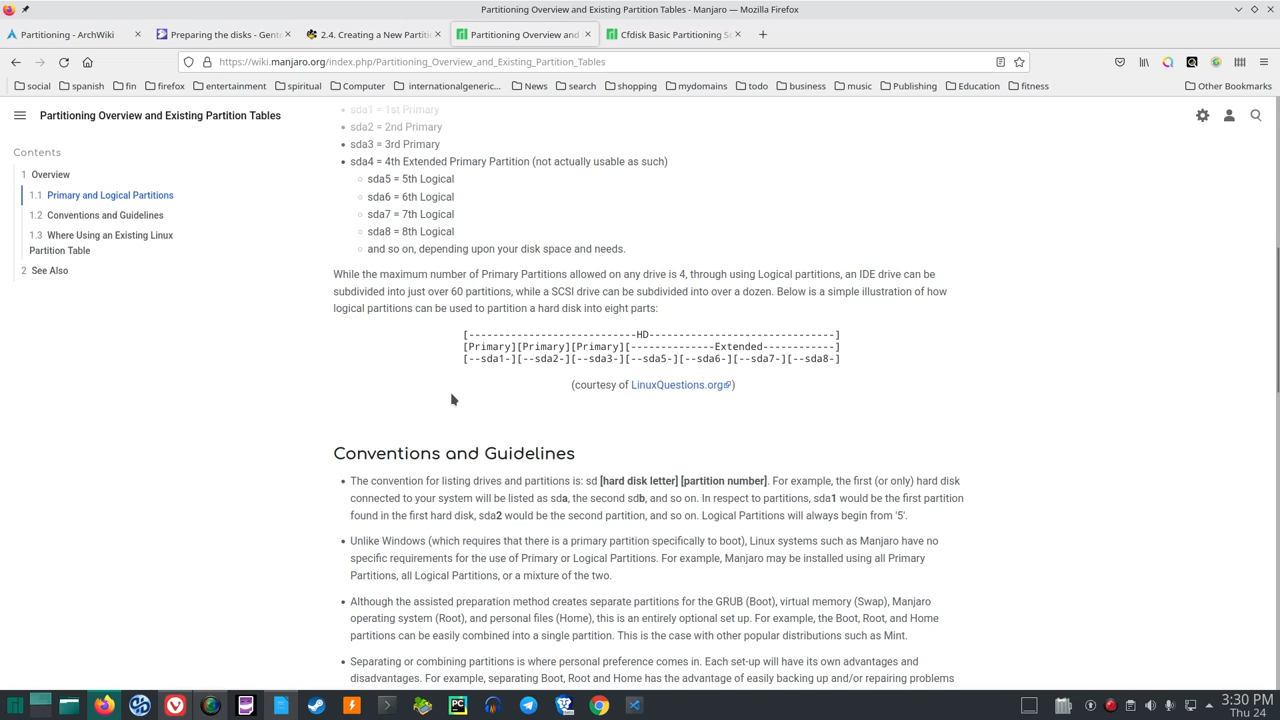 Partitioning Overview and Existing Partition Tables - Manjaro — Mozilla Firefox
Partitioning - ArchWiki
Preparing the disks - Gent
2.4. Creating a New Partit
Partitioning Overview and
Cfdisk Basic Partitioning S
https://wiki.manjaro.org/index.php/Partitioning_Overview_and_Existing_Partition_Tables
social spanish fin firefox entertainment spiritual Computer internationalgeneric... News search shopping mydomains todo business music Publishing Education fitness Other Bookmarks
Partitioning Overview and Existing Partition Tables
Contents
1 Overview
1.1 Primary and Logical Partitions
1.2 Conventions and Guidelines
1.3 Where Using an Existing Linux
Partition Table
2 See Also
• sda1 = 1st Primary
• sda2 = 2nd Primary
• sda3 = 3rd Primary
• sda4 = 4th Extended Primary Partition (not actually usable as such)
○ sda5 = 5th Logical
○ sda6 = 6th Logical
○ sda7 = 7th Logical
○ sda8 = 8th Logical
○ and so on, depending upon your disk space and needs.
While the maximum number of Primary Partitions allowed on any drive is 4, through using Logical partitions, an IDE drive can be
subdivided into just over 60 partitions, while a SCSI drive can be subdivided into over a dozen. Below is a simple illustration of how
logical partitions can be used to partition a hard disk into eight parts:
[----------------------------HD-------------------------------]
[Primary][Primary][Primary][--------------Extended------------]
[--sda1-][--sda2-][--sda3-][--sda5-][--sda6-][--sda7-][--sda8-]
(courtesy of LinuxQuestions.org)
Conventions and Guidelines
• The convention for listing drives and partitions is: sd [hard disk letter] [partition number]. For example, the first (or only) hard disk
connected to your system will be listed as sda, the second sdb, and so on. In respect to partitions, sda1 would be the first partition
found in the first hard disk, sda2 would be the second partition, and so on. Logical Partitions will always begin from '5'.
• Unlike Windows (which requires that there is a primary partition specifically to boot), Linux systems such as Manjaro have no
specific requirements for the use of Primary or Logical Partitions. For example, Manjaro may be installed using all Primary
Partitions, all Logical Partitions, or a mixture of the two.
• Although the assisted preparation method creates separate partitions for the GRUB (Boot), virtual memory (Swap), Manjaro
operating system (Root), and personal files (Home), this is an entirely optional set up. For example, the Boot, Root, and Home
partitions can be easily combined into a single partition. This is the case with other popular distributions such as Mint.
• Separating or combining partitions is where personal preference comes in. Each set-up will have its own advantages and
disadvantages. For example, separating Boot, Root and Home has the advantage of easily backing up and/or repairing problems
3:30 PM
Thu 24